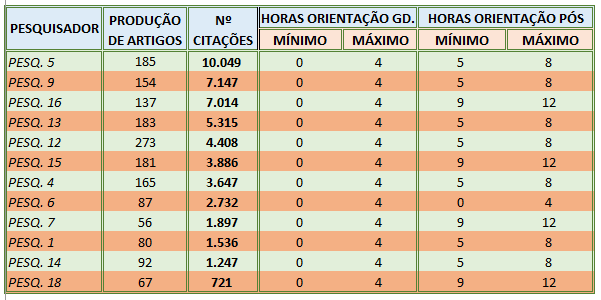 PESQUISADOR PRODUÇÃO DE ARTIGOS Nº CITAÇÕES HORAS ORIENTAÇÃO GD. HORAS ORIENTAÇÃO PÓS
MÍNIMO MÁXIMO MÍNIMO MÁXIMO
PESQ. 5 185 10.049 0 4 5 8
PESQ. 9 154 7.147 0 4 5 8
PESQ. 16 137 7.014 0 4 9 12
PESQ. 13 183 5.315 0 4 5 8
PESQ. 12 273 4.408 0 4 5 8
PESQ. 15 181 3.886 0 4 9 12
PESQ. 4 165 3.647 0 4 5 8
PESQ. 6 87 2.732 0 4 0 4
PESQ. 7 56 1.897 0 4 9 12
PESQ. 1 80 1.536 0 4 5 8
PESQ. 14 92 1.247 0 4 5 8
PESQ. 18 67 721 0 4 9 12